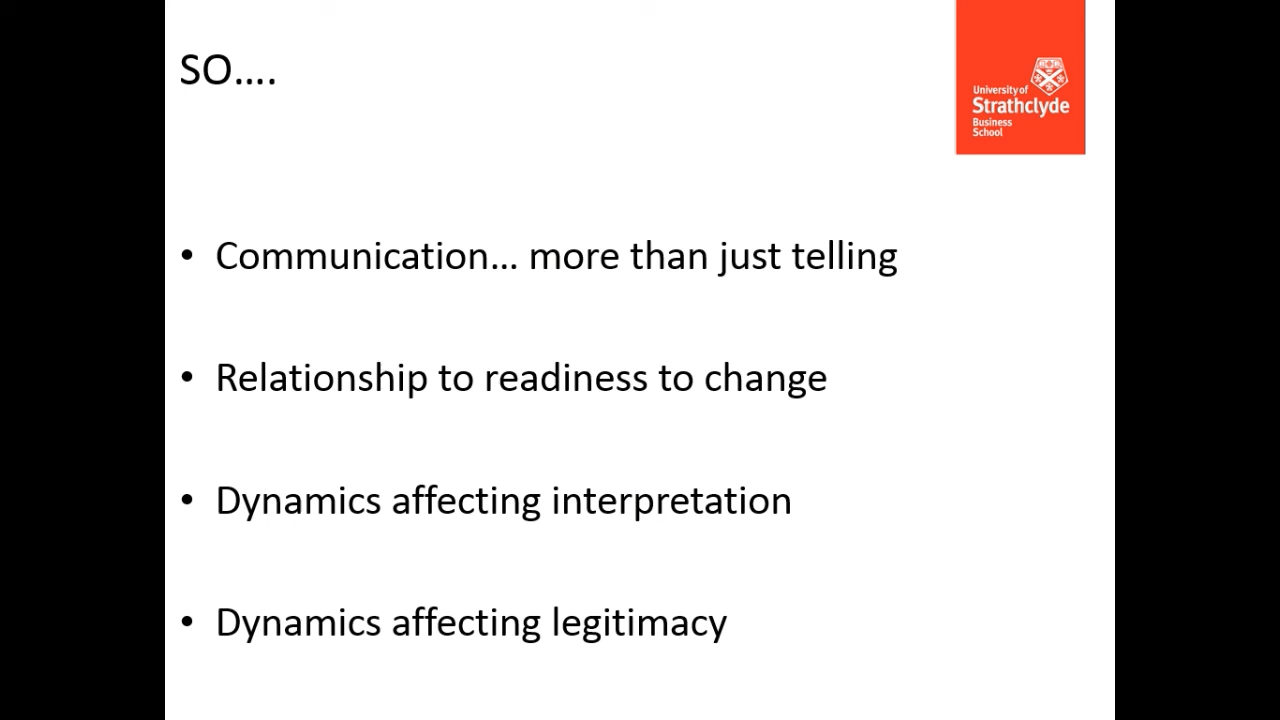 SO….
University of
Strathclyde
Business
School
• Communication… more than just telling
• Relationship to readiness to change
• Dynamics affecting interpretation
• Dynamics affecting legitimacy